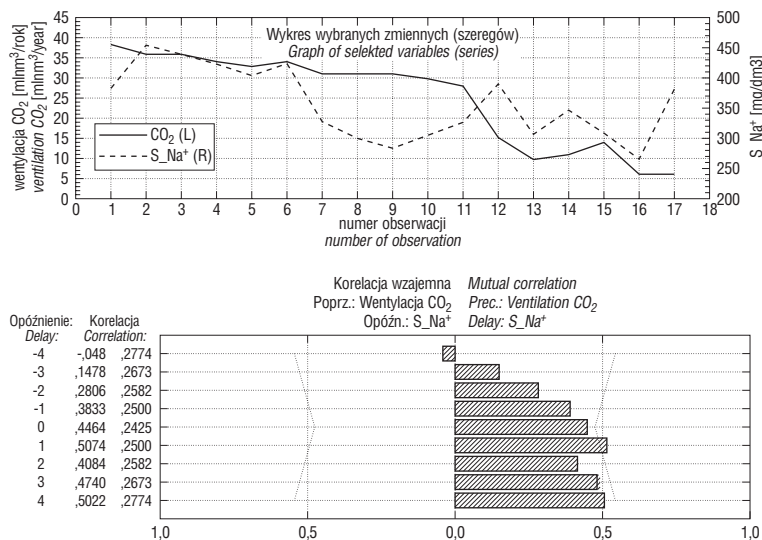 Wykres wybranych zmiennych (szeregów)
Graph of selekted variables (series)
wentylacja CO₂ [mlnm³/rok]
ventilation CO₂ [mlnm³/year]
45
40
35
30
25
20
15
10
5
0
CO₂ (L)
S_Na⁺ (R)
500
450
400
350
300
250
200
S_Na⁺ [mg/dm3]
0 1 2 3 4 5 6 7 8 9 10 11 12 13 14 15 16 17 18
numer obserwacji
number of observation
Korelacja wzajemna Mutual correlation
Poprz.: Wentylacja CO₂ Prec.: Ventilation CO₂
Opóźn.: S_Na⁺ Delay: S_Na⁺
Opóźnienie: Korelacja
Delay: Correlation:
-4 -,048 ,2774
-3 ,1478 ,2673
-2 ,2806 ,2582
-1 ,3833 ,2500
0 ,4464 ,2425
1 ,5074 ,2500
2 ,4084 ,2582
3 ,4740 ,2673
4 ,5022 ,2774
1,0 0,5 0,0 0,5 1,0